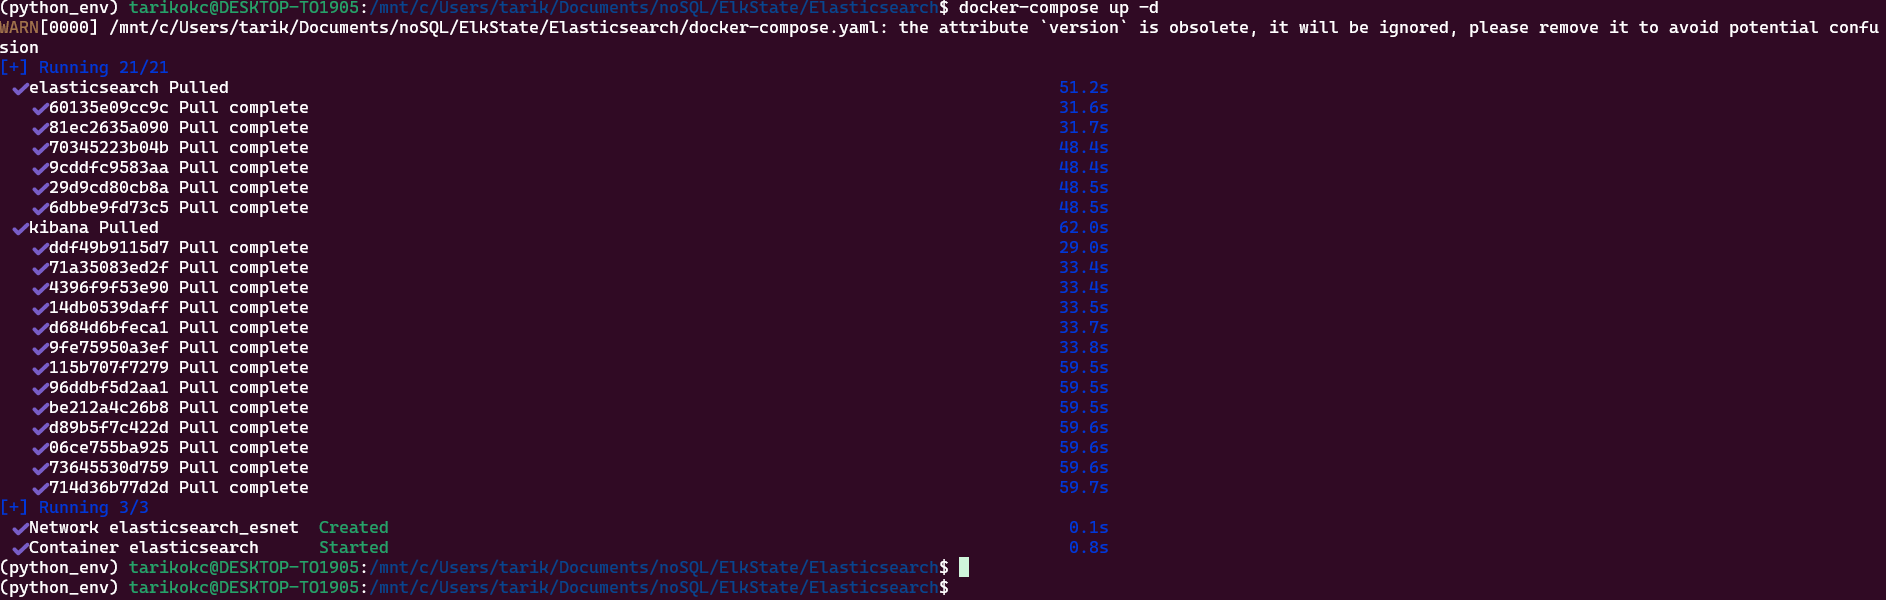 (python_env) tarikokc@DESKTOP-TO1905:/mnt/c/Users/tarik/Documents/noSQL/ElkState/Elasticsearch$ docker-compose up -d
WARN[0000] /mnt/c/Users/tarik/Documents/noSQL/ElkState/Elasticsearch/docker-compose.yaml: the attribute `version` is obsolete, it will be ignored, please remove it to avoid potential confu
sion
[+] Running 21/21
✔elasticsearch Pulled 51.2s
✔60135e09cc9c Pull complete 31.6s
✔81ec2635a090 Pull complete 31.7s
✔70345223b04b Pull complete 48.4s
✔9cddfc9583aa Pull complete 48.4s
✔29d9cd80cb8a Pull complete 48.5s
✔6dbbe9fd73c5 Pull complete 48.5s
✔kibana Pulled 62.0s
✔ddf49b9115d7 Pull complete 29.0s
✔71a35083ed2f Pull complete 33.4s
✔4396f9f53e90 Pull complete 33.4s
✔14db0539daff Pull complete 33.5s
✔d684d6bfeca1 Pull complete 33.7s
✔9fe75950a3ef Pull complete 33.8s
✔115b707f7279 Pull complete 59.5s
✔96ddbf5d2aa1 Pull complete 59.5s
✔be212a4c26b8 Pull complete 59.5s
✔d89b5f7c422d Pull complete 59.6s
✔06ce755ba925 Pull complete 59.6s
✔73645530d759 Pull complete 59.6s
✔714d36b77d2d Pull complete 59.7s
[+] Running 3/3
✔Network elasticsearch_esnet Created 0.1s
✔Container elasticsearch Started 0.8s
(python_env) tarikokc@DESKTOP-TO1905:/mnt/c/Users/tarik/Documents/noSQL/ElkState/Elasticsearch$
(python_env) tarikokc@DESKTOP-TO1905:/mnt/c/Users/tarik/Documents/noSQL/ElkState/Elasticsearch$